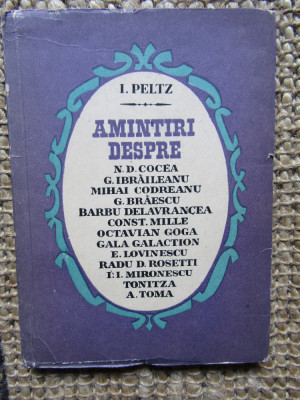 I. PELTZ
AMINTIRI
DESPRE
N. D. COCEA
G. IBRĂILEANU
MIHAI CODREANU
G. BRĂESCU
BARBU DELAVRANCEA
CONST. MILLE
OCTAVIAN GOGA
GALA GALACTION
E. LOVINESCU
RADU D. ROSETTI
I. I. MIRONESCU
TONITZA
A. TOMA